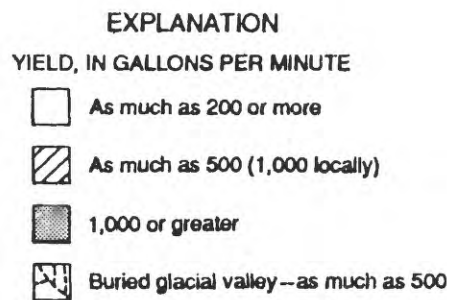 EXPLANATION
YIELD, IN GALLONS PER MINUTE
As much as 200 or more
As much as 500 (1,000 locally)
1,000 or greater
Buried glacial valley--as much as 500